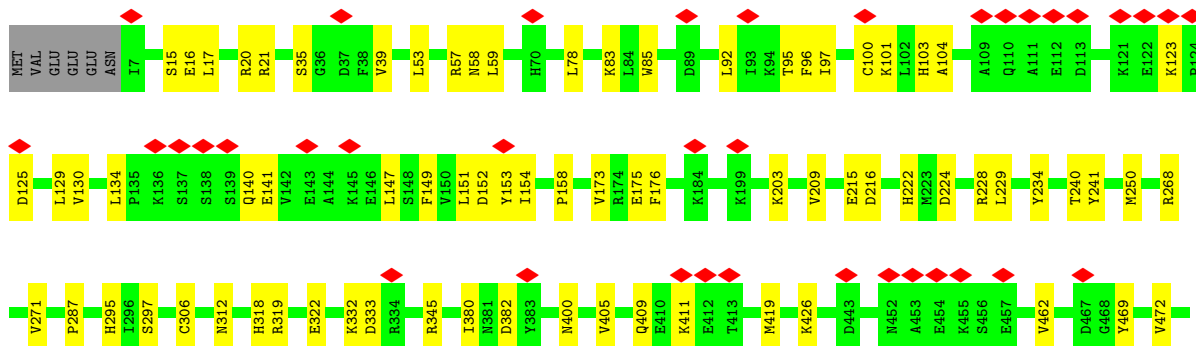 MET VAL GLU GLU GLU ASN I7 S15 E16 L17 R20 R21 S35 G36 D37 F38 V39 L53 R57 N58 L59 H70 L78 K83 L84 W85 D89 L92 I93 K94 T95 F96 I97 C100 K101 L102 H103 A104 A109 Q110 A111 E112 D113 K121 E122 K123 R124
D125 L129 V130 L134 P135 K136 S137 S138 S139 Q140 E141 V142 E143 A144 K145 E146 L147 S148 F149 V150 L151 D152 Y153 I154 P158 V173 R174 E175 F176 K184 K199 K203 V209 E215 D216 H222 M223 D224 R228 L229 Y234 T240 Y241 M250 R268
V271 P287 H295 I296 S297 C306 N312 H318 R319 E322 K332 D333 R334 R345 I380 N381 D382 Y383 N400 V405 Q409 E410 K411 E412 T413 M419 K426 D443 N452 A453 E454 K455 S456 E457 V462 D467 G468 Y469 V472